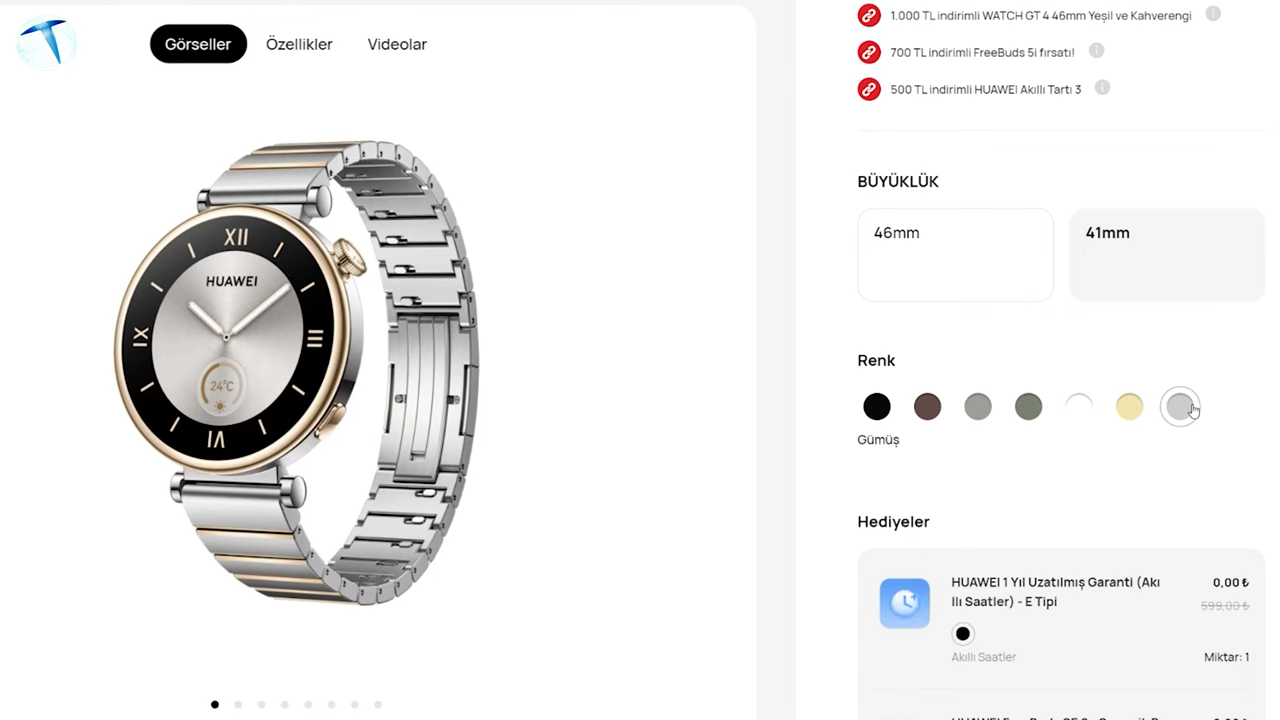 Görseller
Özellikler
Videolar
XII
HUAWEI
IX
III
24°C
VI
1.000 TL indirimli WATCH GT 4 46mm Yeşil ve Kahverengi
700 TL indirimli FreeBuds 5i fırsatı!
500 TL indirimli HUAWEI Akıllı Tartı 3
BÜYÜKLÜK
46mm
41mm
Renk
Gümüş
Hediyeler
HUAWEI 1 Yıl Uzatılmış Garanti (Akı
llı Saatler) - E Tipi
0,00 ₺
599,00 ₺
Akıllı Saatler
Miktar: 1